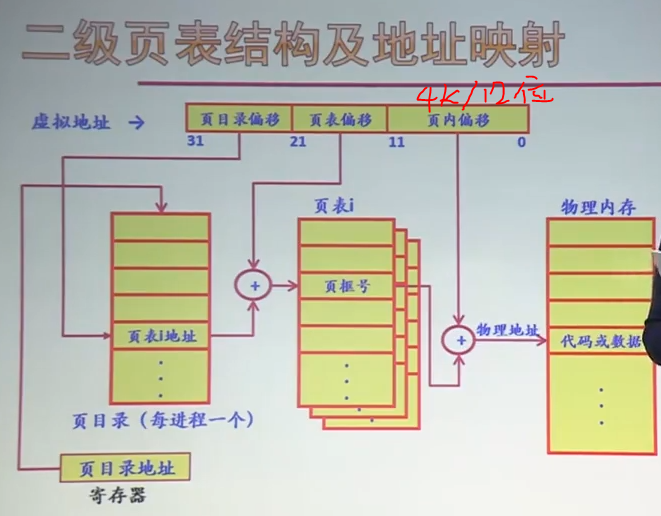 二级页表结构及地址映射
4K/12位
虚拟地址 → 页目录偏移 页表偏移 页内偏移
31 21 11 0
页表i
物理内存
+ 页框号
页表i地址 + 物理地址 代码或数据
页目录（每进程一个）
页目录地址
寄存器